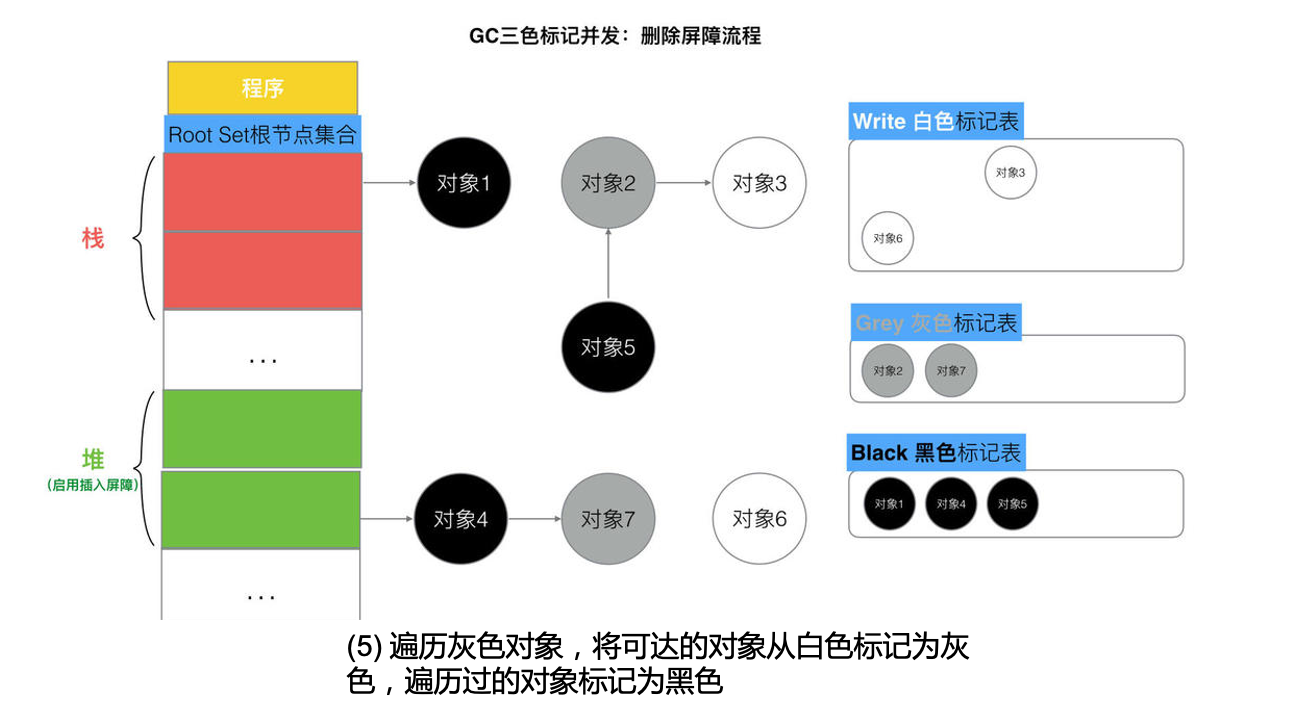 GC三色标记并发：删除屏障流程
程序
Root Set根节点集合
栈
...
堆
(启用插入屏障)
...
对象1
对象2
对象3
对象5
对象4
对象7
对象6
Write 白色标记表
对象3
对象6
Grey 灰色标记表
对象2
对象7
Black 黑色标记表
对象1
对象4
对象5
(5) 遍历灰色对象，将可达的对象从白色标记为灰
色，遍历过的对象标记为黑色